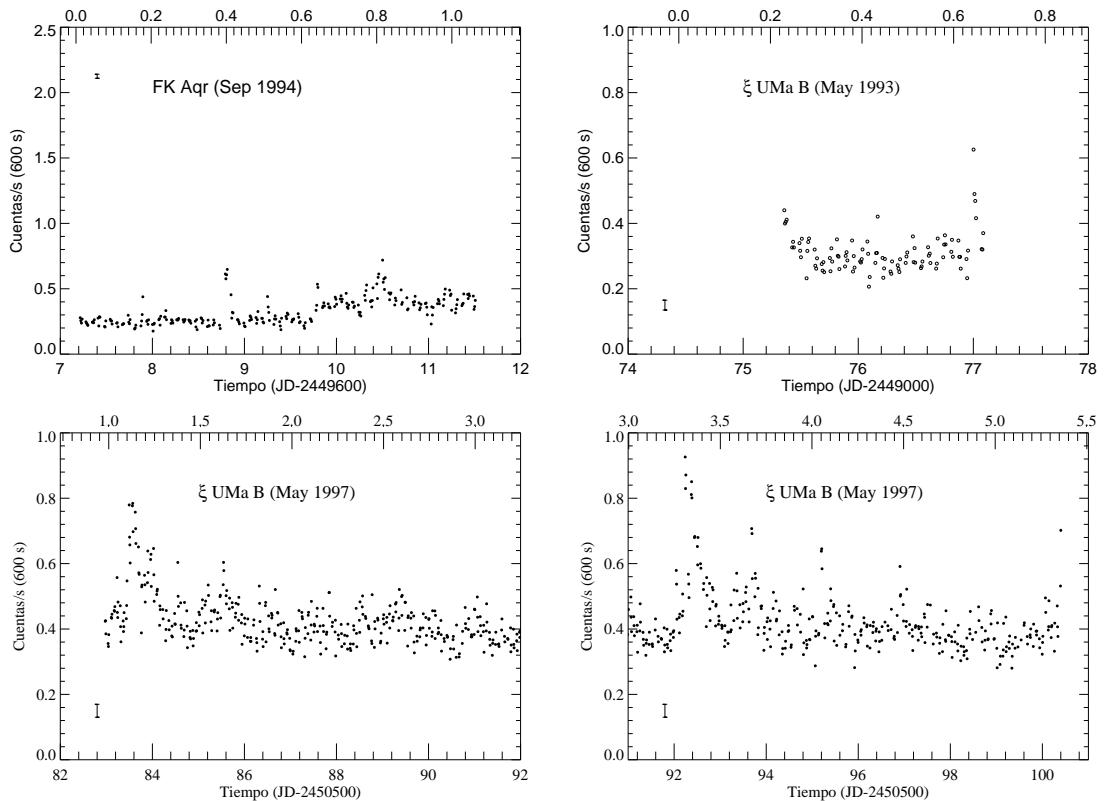 0.0 0.2 0.4 0.6 0.8 1.0
2.5
2.0
1.5
1.0
0.5
0.0
Cuentas/s (600 s)
FK Aqr (Sep 1994)
7 8 9 10 11 12
Tiempo (JD-2449600)
0.0 0.2 0.4 0.6 0.8
1.0
0.8
0.6
0.4
0.2
0.0
Cuentas/s (600 s)
ξ UMa B (May 1993)
74 75 76 77 78
Tiempo (JD-2449000)
1.0 1.5 2.0 2.5 3.0
1.0
0.8
0.6
0.4
0.2
0.0
Cuentas/s (600 s)
ξ UMa B (May 1997)
82 84 86 88 90 92
Tiempo (JD-2450500)
3.0 3.5 4.0 4.5 5.0 5.5
1.0
0.8
0.6
0.4
0.2
0.0
Cuentas/s (600 s)
ξ UMa B (May 1997)
92 94 96 98 100
Tiempo (JD-2450500)